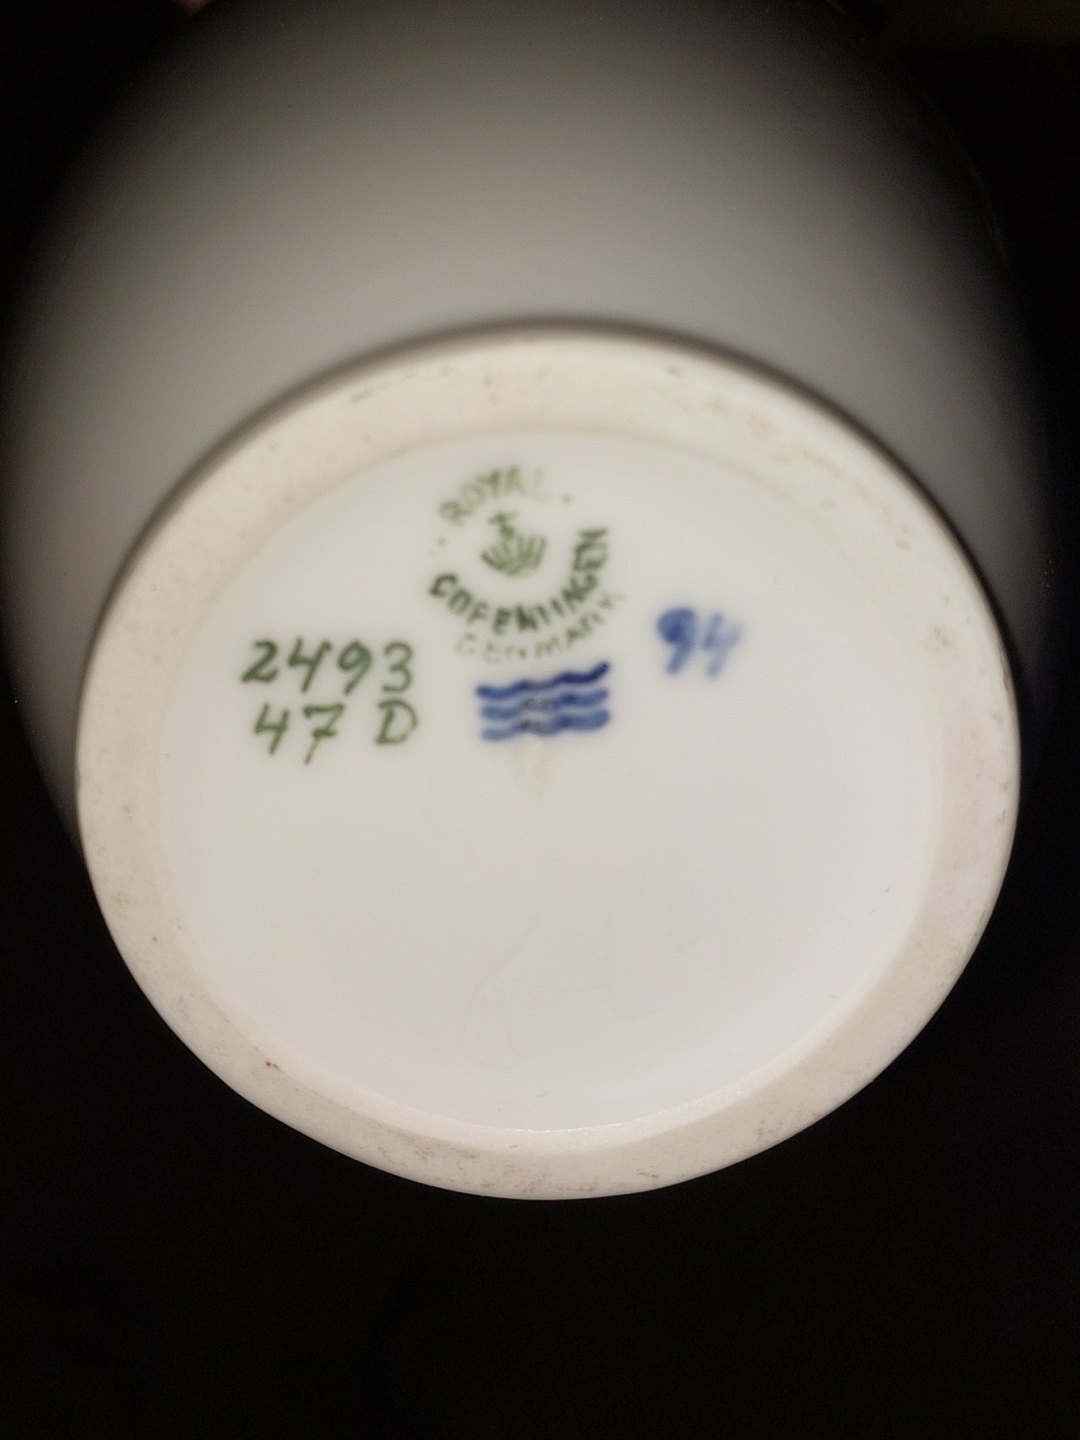 ROYAL
COPENHAGEN
DENMARK
2493
47 D
94